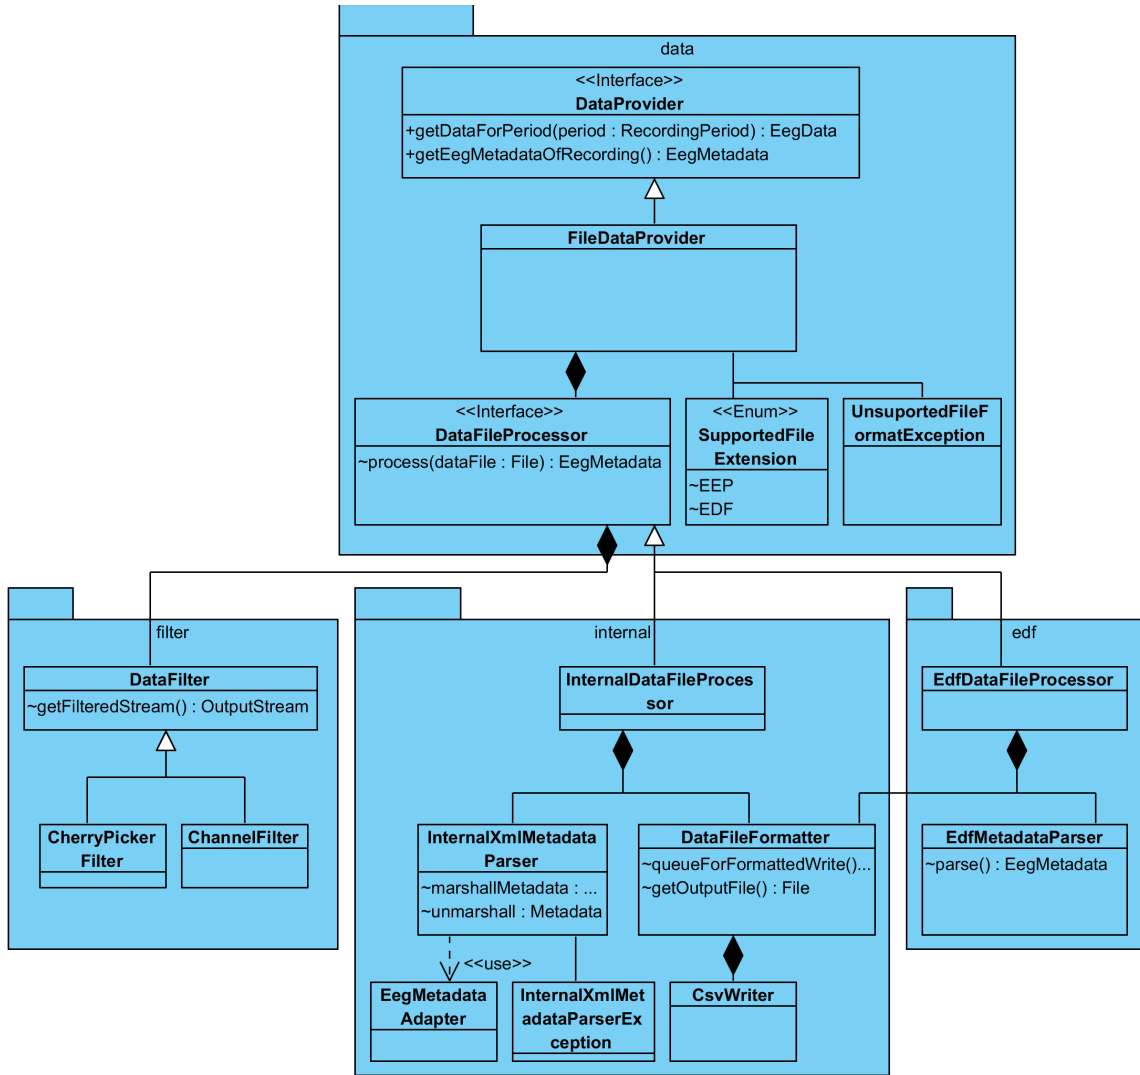 data
<<Interface>>
DataProvider
+getDataForPeriod(period : RecordingPeriod) : EegData
+getEegMetadataOfRecording() : EegMetadata
FileDataProvider
<<Interface>>
DataFileProcessor
~process(dataFile : File) : EegMetadata
<<Enum>>
SupportedFile
Extension
~EEP
~EDF
UnsuportedFileF
ormatException
filter
DataFilter
~getFilteredStream() : OutputStream
CherryPicker
Filter
ChannelFilter
internal
InternalDataFileProces
sor
InternalXmlMetadata
Parser
~marshallMetadata : ...
~unmarshall : Metadata
DataFileFormatter
~queueForFormattedWrite()...
~getOutputFile() : File
<<use>>
EegMetadata
Adapter
InternalXmlMet
adataParserEx
ception
CsvWriter
edf
EdfDataFileProcessor
EdfMetadataParser
~parse() : EegMetadata